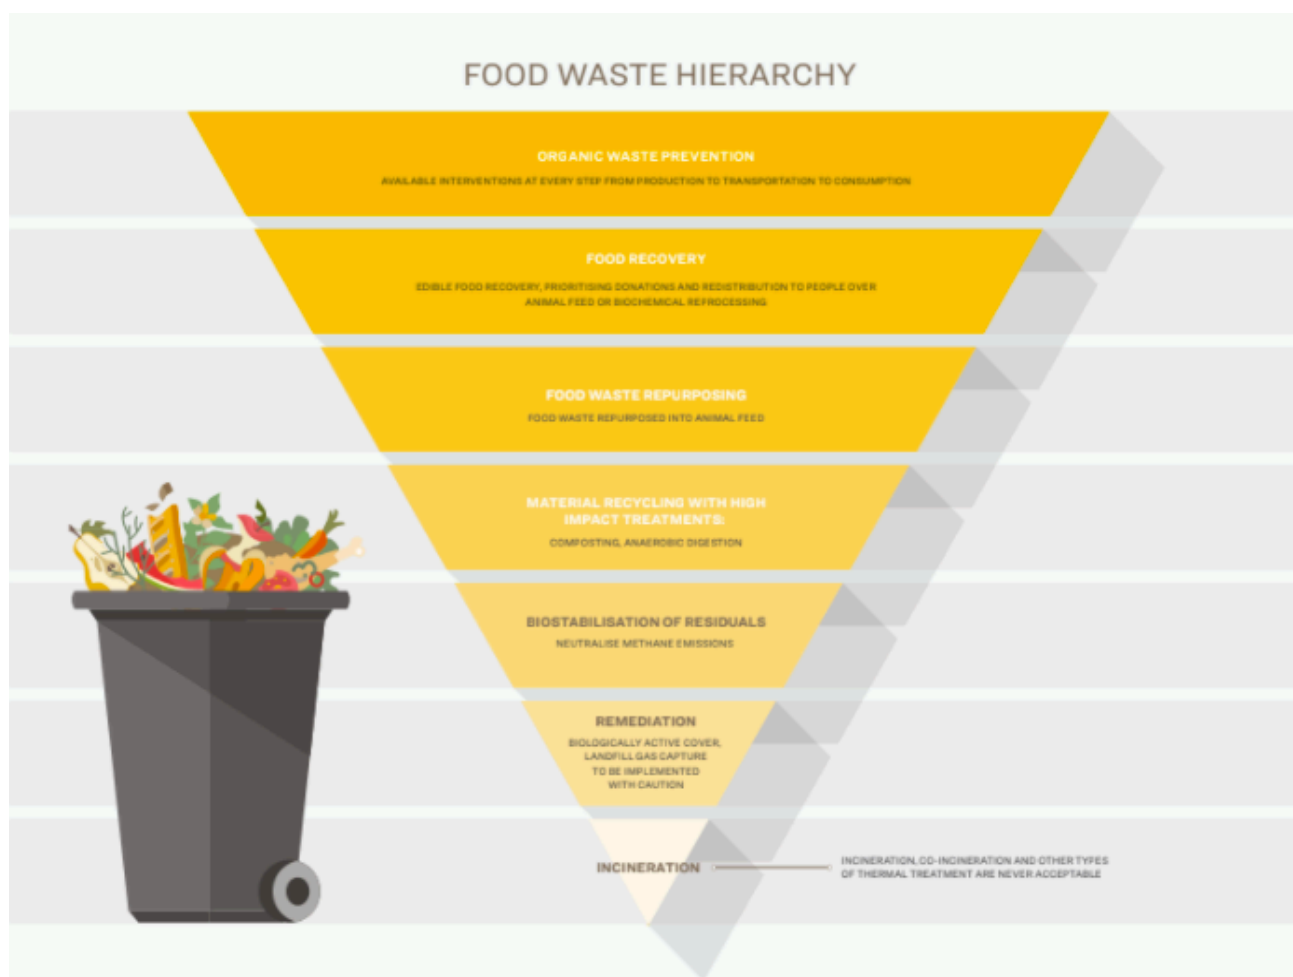 FOOD WASTE HIERARCHY
ORGANIC WASTE PREVENTION
AVAILABLE INTERVENTIONS AT EVERY STEP FROM PRODUCTION TO TRANSPORTATION TO CONSUMPTION
FOOD RECOVERY
EDIBLE FOOD RECOVERY, PRIORITISING DONATIONS AND REDISTRIBUTION TO PEOPLE OVER
ANIMAL FEED OR BIOCHEMICAL REPROCESSING
FOOD WASTE REPURPOSING
FOOD WASTE REPURPOSED INTO ANIMAL FEED
MATERIAL RECYCLING WITH HIGH
IMPACT TREATMENTS:
COMPOSTING, ANAEROBIC DIGESTION
BIOSTABILISATION OF RESIDUALS
NEUTRALISE METHANE EMISSIONS
REMEDIATION
BIOLOGICALLY ACTIVE COVER,
LANDFILL GAS CAPTURE
TO BE IMPLEMENTED
WITH CAUTION
INCINERATION
INCINERATION, CO-INCINERATION AND OTHER TYPES
OF THERMAL TREATMENT ARE NEVER ACCEPTABLE